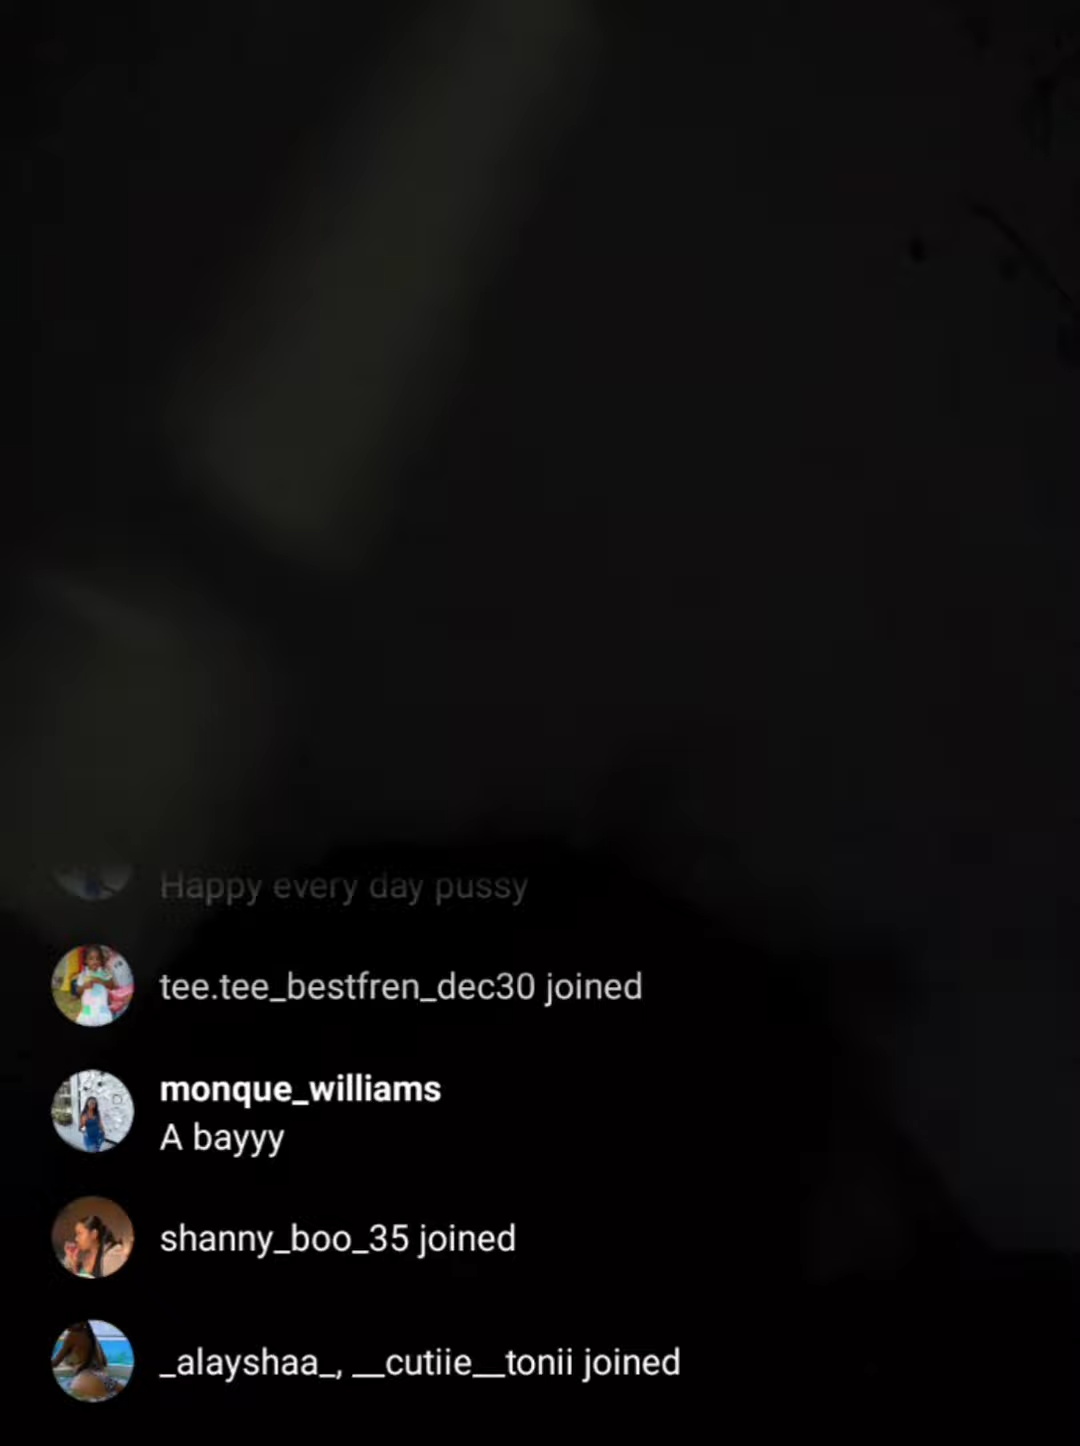 Happy every day pussy
tee.tee_bestfren_dec30 joined
monque_williams
A bayyy
shanny_boo_35 joined
_alayshaa_, __cutiie__tonii joined